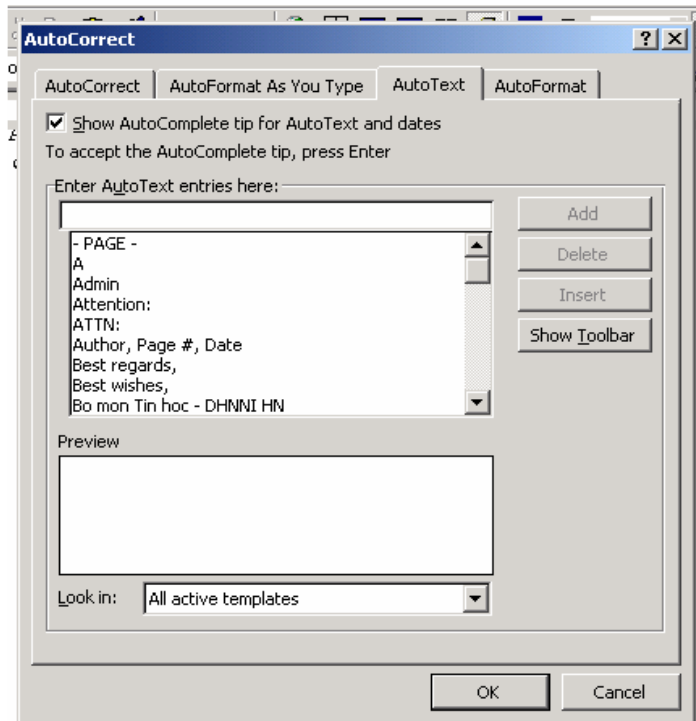 AutoCorrect
AutoCorrect AutoFormat As You Type AutoText AutoFormat
Show AutoComplete tip for AutoText and dates
To accept the AutoComplete tip, press Enter
Enter AutoText entries here:
Add
- PAGE -
A
Delete
Admin
Attention:
Insert
ATTN:
Author, Page #, Date
Show Toolbar
Best regards,
Best wishes,
Bo mon Tin hoc - DHNNI HN
Preview
Look in: All active templates
OK Cancel